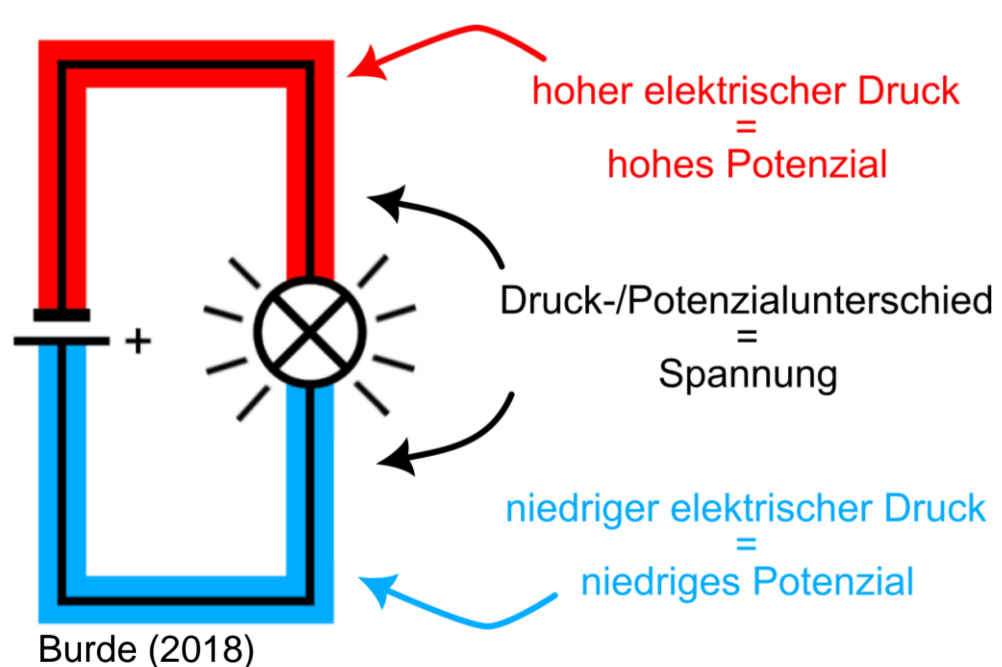 hoher elektrischer Druck
=
hohes Potenzial
Druck-/Potenzialunterschied
=
Spannung
+
niedriger elektrischer Druck
=
niedriges Potenzial
Burde (2018)